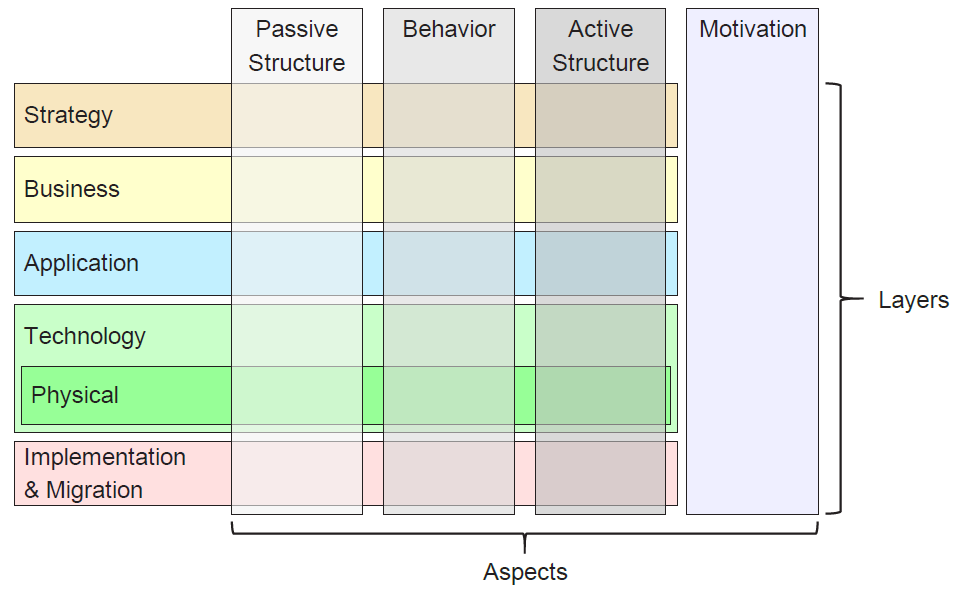 Passive
Structure
Behavior
Active
Structure
Motivation
Strategy
Business
Application
Technology
Physical
Implementation
& Migration
Layers
Aspects